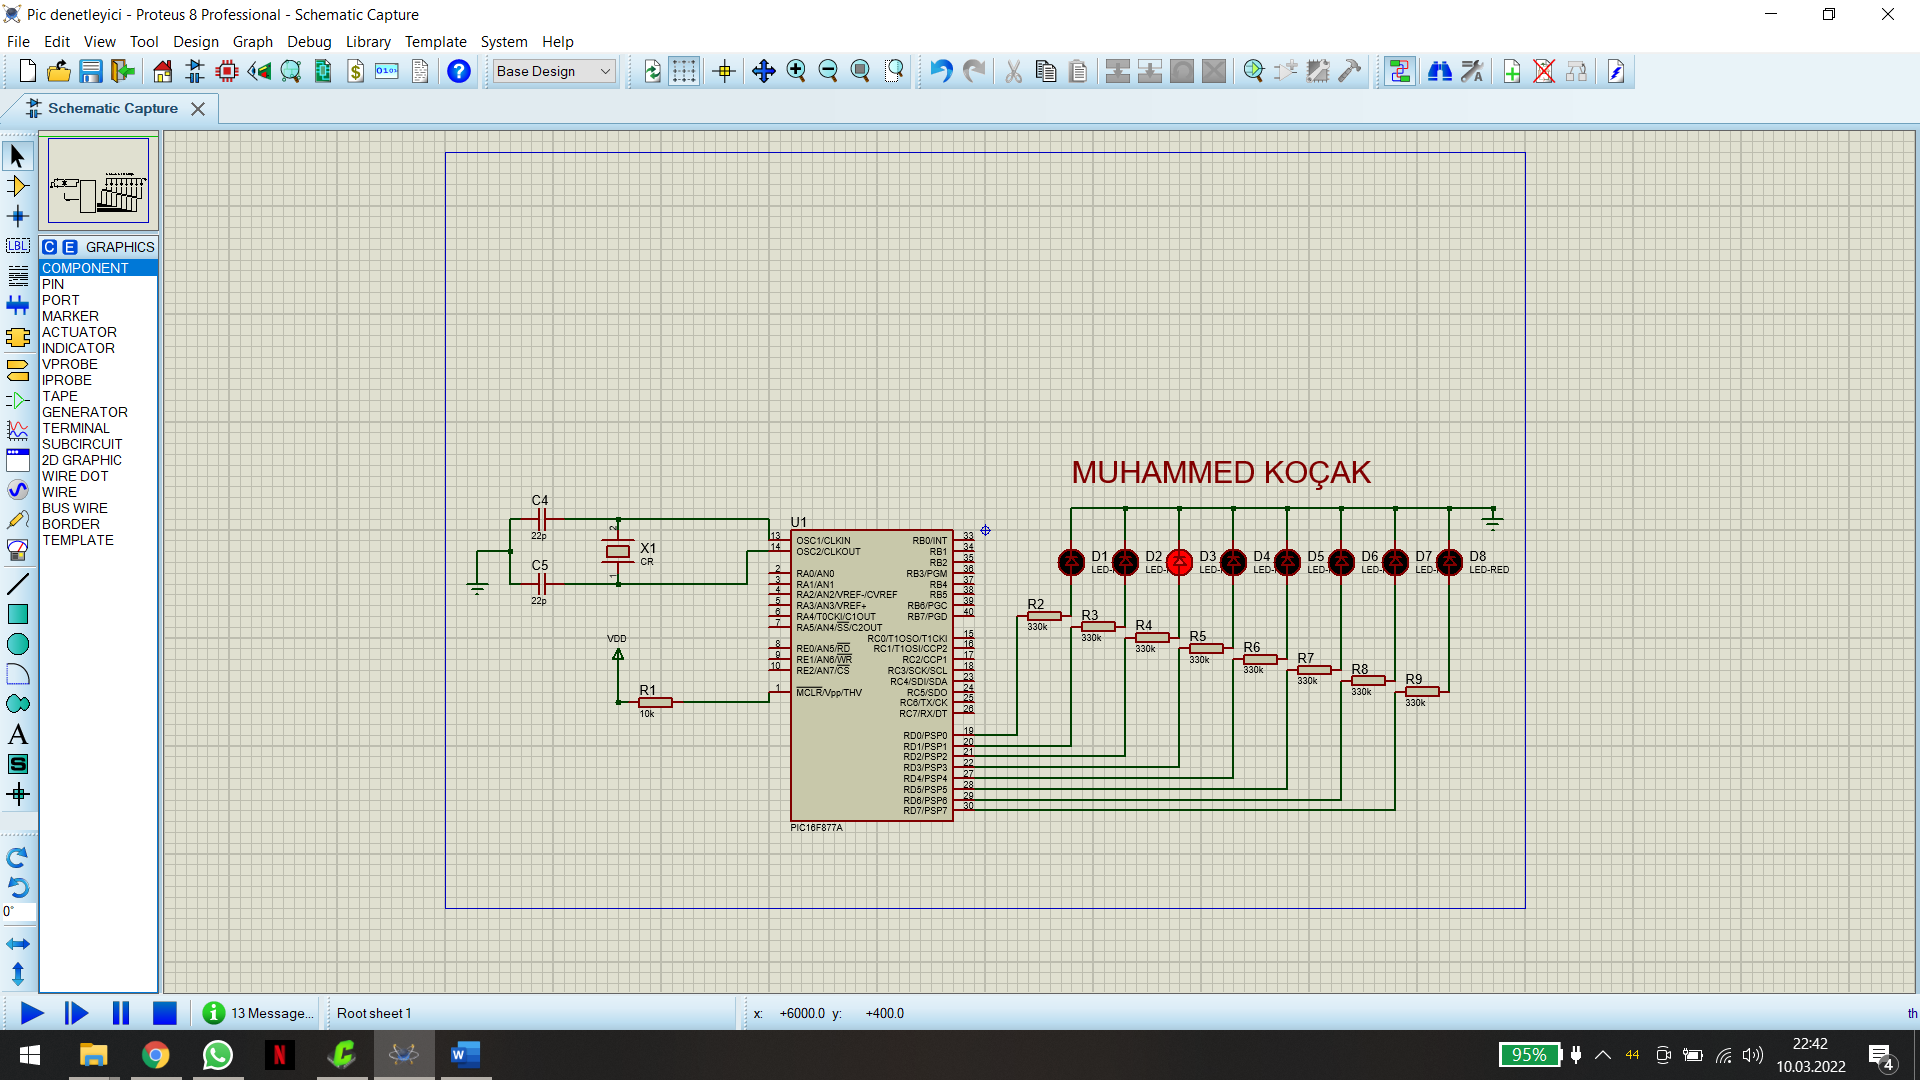 Pic denetleyici - Proteus 8 Professional - Schematic Capture
File Edit View Tool Design Graph Debug Library Template System Help
Base Design
Schematic Capture
C E GRAPHICS
COMPONENT
PIN
PORT
MARKER
ACTUATOR
INDICATOR
VPROBE
IPROBE
TAPE
GENERATOR
TERMINAL
SUBCIRCUIT
2D GRAPHIC
WIRE DOT
WIRE
BUS WIRE
BORDER
TEMPLATE
LBL
A
S
0°
MUHAMMED KOÇAK
C4
22p
C5
22p
2
X1
CR
1
VDD
R1
10k
U1
13 OSC1/CLKIN
14 OSC2/CLKOUT
2 RA0/AN0
3 RA1/AN1
4 RA2/AN2/VREF-/CVREF
5 RA3/AN3/VREF+
6 RA4/T0CKI/C1OUT
7 RA5/AN4/SS/C2OUT
8 RE0/AN5/RD
9 RE1/AN6/WR
10 RE2/AN7/CS
1 MCLR/Vpp/THV
RB0/INT 33
RB1 34
RB2 35
RB3/PGM 36
RB4 37
RB5 38
RB6/PGC 39
RB7/PGD 40
RC0/T1OSO/T1CKI 15
RC1/T1OSI/CCP2 16
RC2/CCP1 17
RC3/SCK/SCL 18
RC4/SDI/SDA 23
RC5/SDO 24
RC6/TX/CK 25
RC7/RX/DT 26
RD0/PSP0 19
RD1/PSP1 20
RD2/PSP2 21
RD3/PSP3 22
RD4/PSP4 27
RD5/PSP5 28
RD6/PSP6 29
RD7/PSP7 30
PIC16F877A
D1 D2 D3 D4 D5 D6 D7 D8
LED- LED- LED- LED- LED- LED- LED- LED-RED
R2
330k
R3
330k
R4
330k
R5
330k
R6
330k
R7
330k
R8
330k
R9
330k
13 Message...
Root sheet 1
x: +6000.0 y: +400.0
th
95%
44
22:42
10.03.2022
4